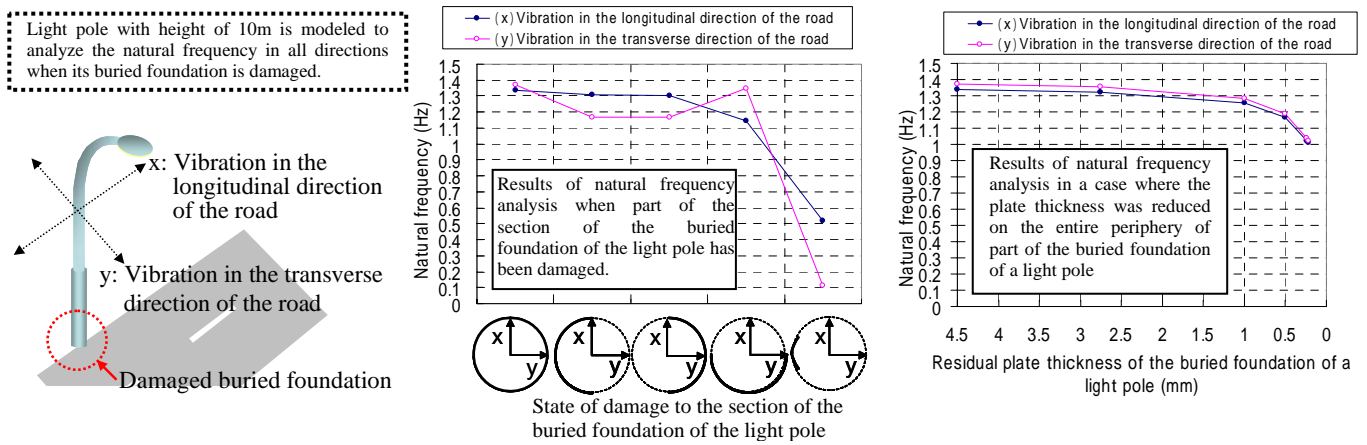 Light pole with height of 10m is modeled to
analyze the natural frequency in all directions
when its buried foundation is damaged.
x: Vibration in the
longitudinal direction
of the road
y: Vibration in the transverse
direction of the road
Damaged buried foundation
(x) Vibration in the longitudinal direction of the road
(y) Vibration in the transverse direction of the road
Natural frequency (Hz)
1.5
1.4
1.3
1.2
1.1
1
0.9
0.8
0.7
0.6
0.5
0.4
0.3
0.2
0.1
0
Results of natural frequency
analysis when part of the
section of the buried
foundation of the light pole has
been damaged.
x y
x y
x y
x y
x y
State of damage to the section of the
buried foundation of the light pole
(x) Vibration in the longitudinal direction of the road
(y) Vibration in the transverse direction of the road
Natural frequency (Hz)
1.5
1.4
1.3
1.2
1.1
1
0.9
0.8
0.7
0.6
0.5
0.4
0.3
0.2
0.1
0
Results of natural frequency
analysis in a case where the
plate thickness was reduced
on the entire periphery of
part of the buried foundation
of a light pole
4.5 4 3.5 3 2.5 2 1.5 1 0.5 0
Residual plate thickness of the buried foundation of a
light pole (mm)